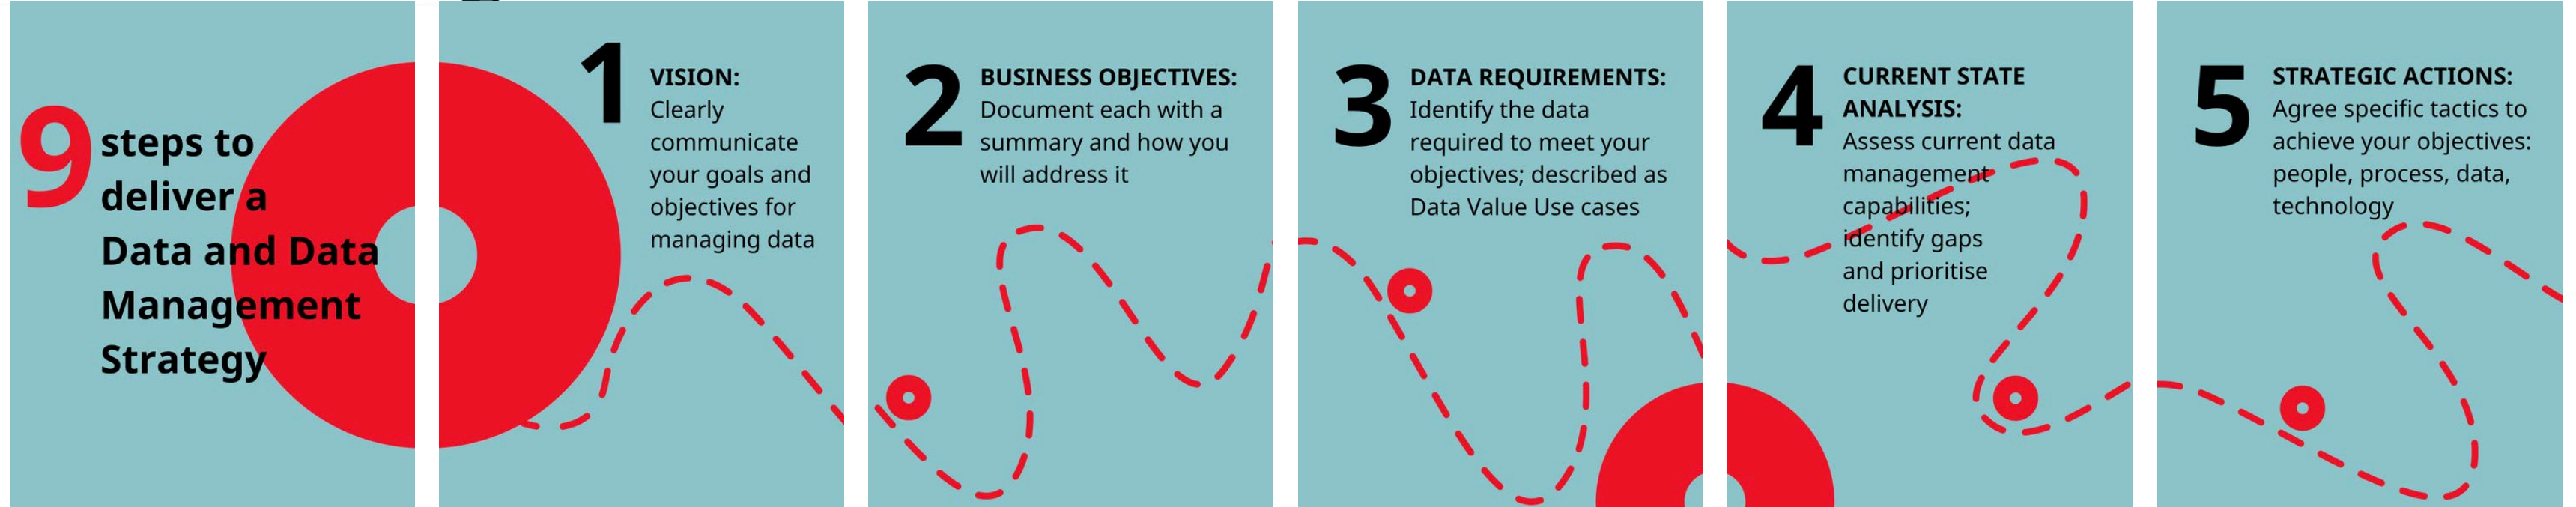 9 steps to
deliver a
Data and Data
Management
Strategy
1 VISION:
Clearly
communicate
your goals and
objectives for
managing data
2 BUSINESS OBJECTIVES:
Document each with a
summary and how you
will address it
3 DATA REQUIREMENTS:
Identify the data
required to meet your
objectives; described as
Data Value Use cases
4 CURRENT STATE
ANALYSIS:
Assess current data
management
capabilities;
identify gaps
and prioritise
delivery
5 STRATEGIC ACTIONS:
Agree specific tactics to
achieve your objectives:
people, process, data,
technology